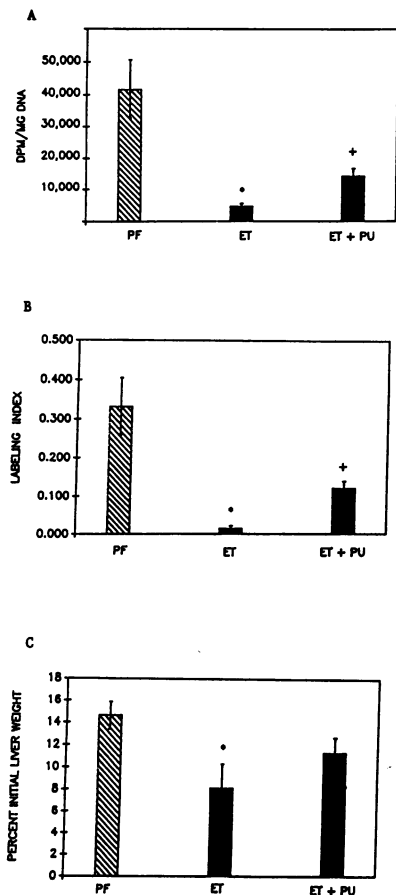 A
DPM/MG DNA
50,000
40,000
30,000
20,000
10,000
•
+
PF ET ET + PU
B
LABELING INDEX
0.500
0.400
0.300
0.200
0.100
0.000
•
+
PF ET ET + PU
C
PERCENT INITIAL LIVER WEIGHT
18
16
14
12
10
8
6
4
2
0
•
PF ET ET + PU